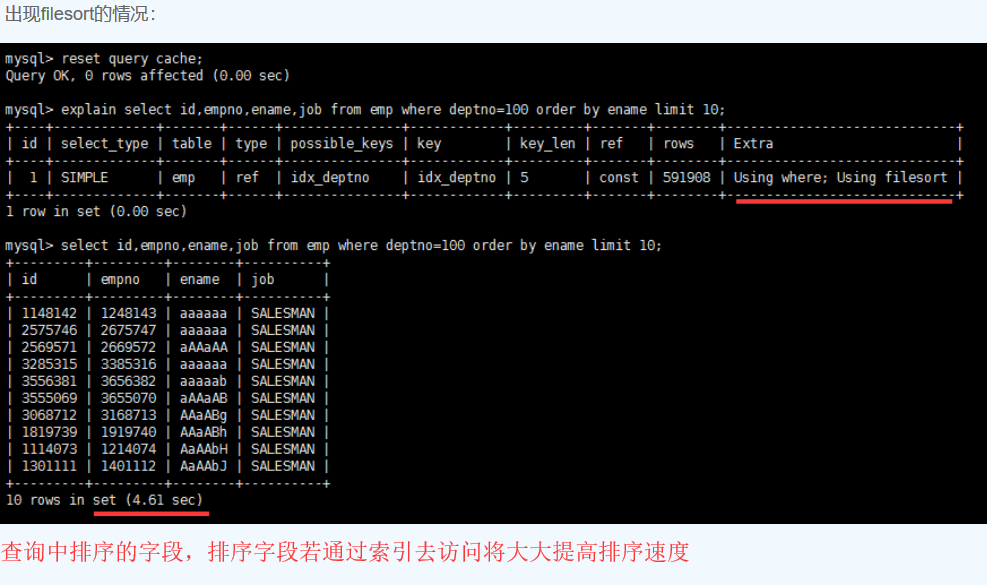 出现filesort的情况：
mysql> reset query cache;
Query OK, 0 rows affected (0.00 sec)
mysql> explain select id,empno,ename,job from emp where deptno=100 order by ename limit 10;
+----+-------------+-------+------+---------------+------------+---------+-------+--------+-----------------------------+
| id | select_type | table | type | possible_keys | key | key_len | ref | rows | Extra |
+----+-------------+-------+------+---------------+------------+---------+-------+--------+-----------------------------+
| 1 | SIMPLE | emp | ref | idx_deptno | idx_deptno | 5 | const | 591908 | Using where; Using filesort |
+----+-------------+-------+------+---------------+------------+---------+-------+--------+-----------------------------+
1 row in set (0.00 sec)
mysql> select id,empno,ename,job from emp where deptno=100 order by ename limit 10;
+---------+---------+--------+----------+
| id | empno | ename | job |
+---------+---------+--------+----------+
| 1148142 | 1248143 | aaaaaa | SALESMAN |
| 2575746 | 2675747 | aaaaaa | SALESMAN |
| 2569571 | 2669572 | aAAaAA | SALESMAN |
| 3285315 | 3385316 | aaaaaa | SALESMAN |
| 3556381 | 3656382 | aaaaab | SALESMAN |
| 3555069 | 3655070 | aAAaAB | SALESMAN |
| 3068712 | 3168713 | AAaABg | SALESMAN |
| 1819739 | 1919740 | AAaABh | SALESMAN |
| 1114073 | 1214074 | AaAAbH | SALESMAN |
| 1301111 | 1401112 | AaAAbJ | SALESMAN |
+---------+---------+--------+----------+
10 rows in set (4.61 sec)
查询中排序的字段，排序字段若通过索引去访问将大大提高排序速度